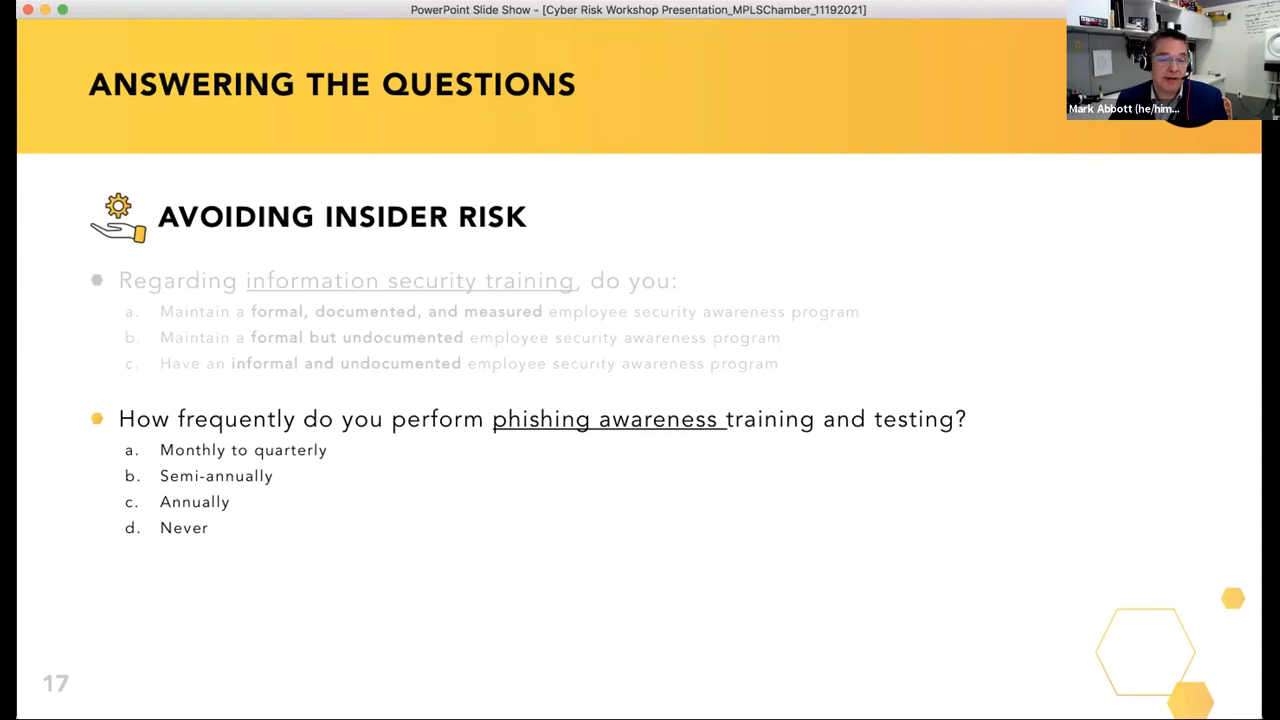 PowerPoint Slide Show - [Cyber Risk Workshop Presentation_MPLSChamber_11192021]
Mark Abbott (he/him...
ANSWERING THE QUESTIONS
AVOIDING INSIDER RISK
Regarding information security training, do you:
a. Maintain a formal, documented, and measured employee security awareness program
b. Maintain a formal but undocumented employee security awareness program
c. Have an informal and undocumented employee security awareness program
How frequently do you perform phishing awareness training and testing?
a. Monthly to quarterly
b. Semi-annually
c. Annually
d. Never
17